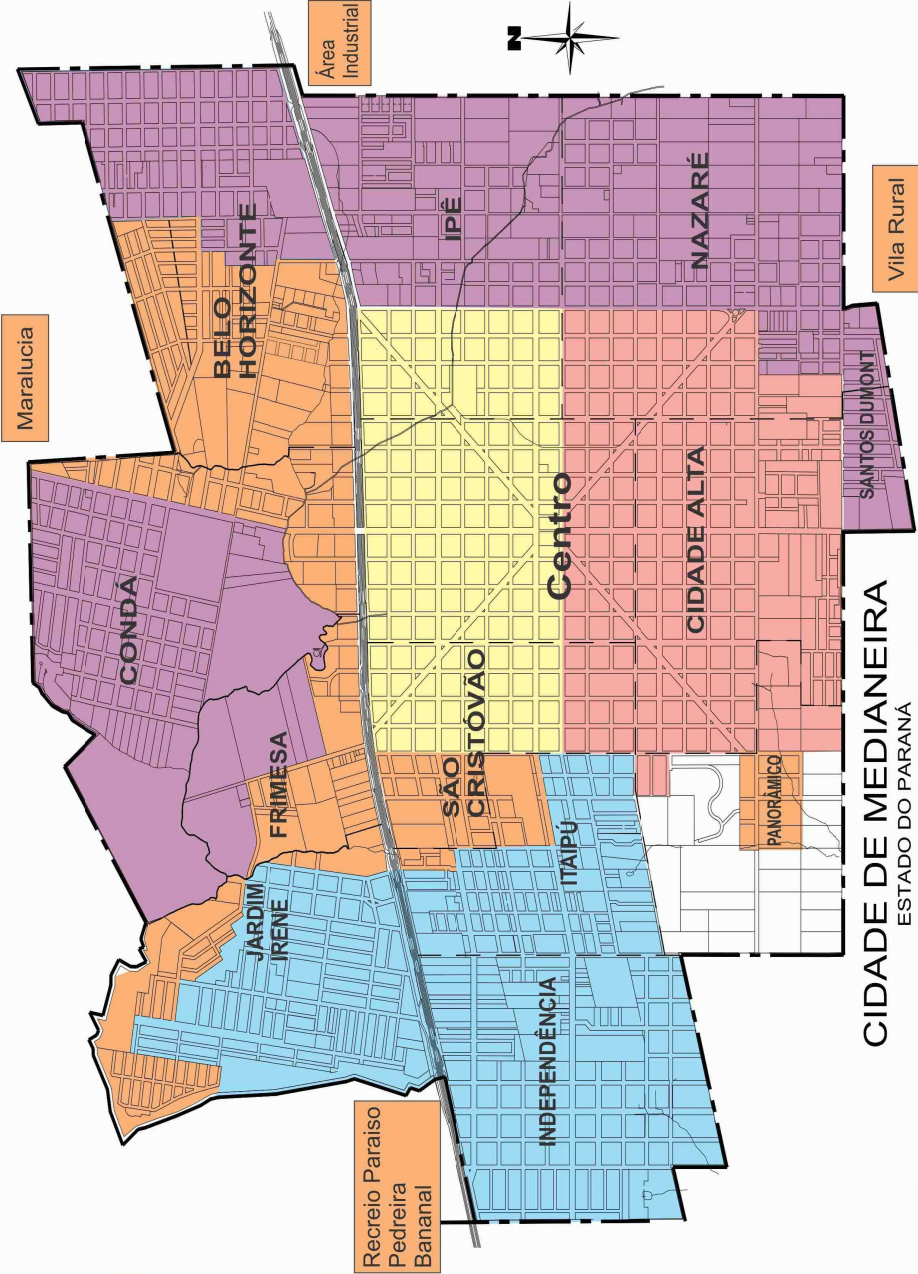 Maralucia
Área
Industrial
N
CONDÁ
BELO
HORIZONTE
IPÊ
NAZARÉ
Vila Rural
FRIMESA
JARDIM
IRENE
SÃO
CRISTÓVÃO
Centro
CIDADE ALTA
SANTOS DUMONT
ITAIPÚ
PANORÂMICO
INDEPENDÊNCIA
Recreio Paraiso
Pedreira
Bananal
CIDADE DE MEDIANEIRA
ESTADO DO PARANÁ